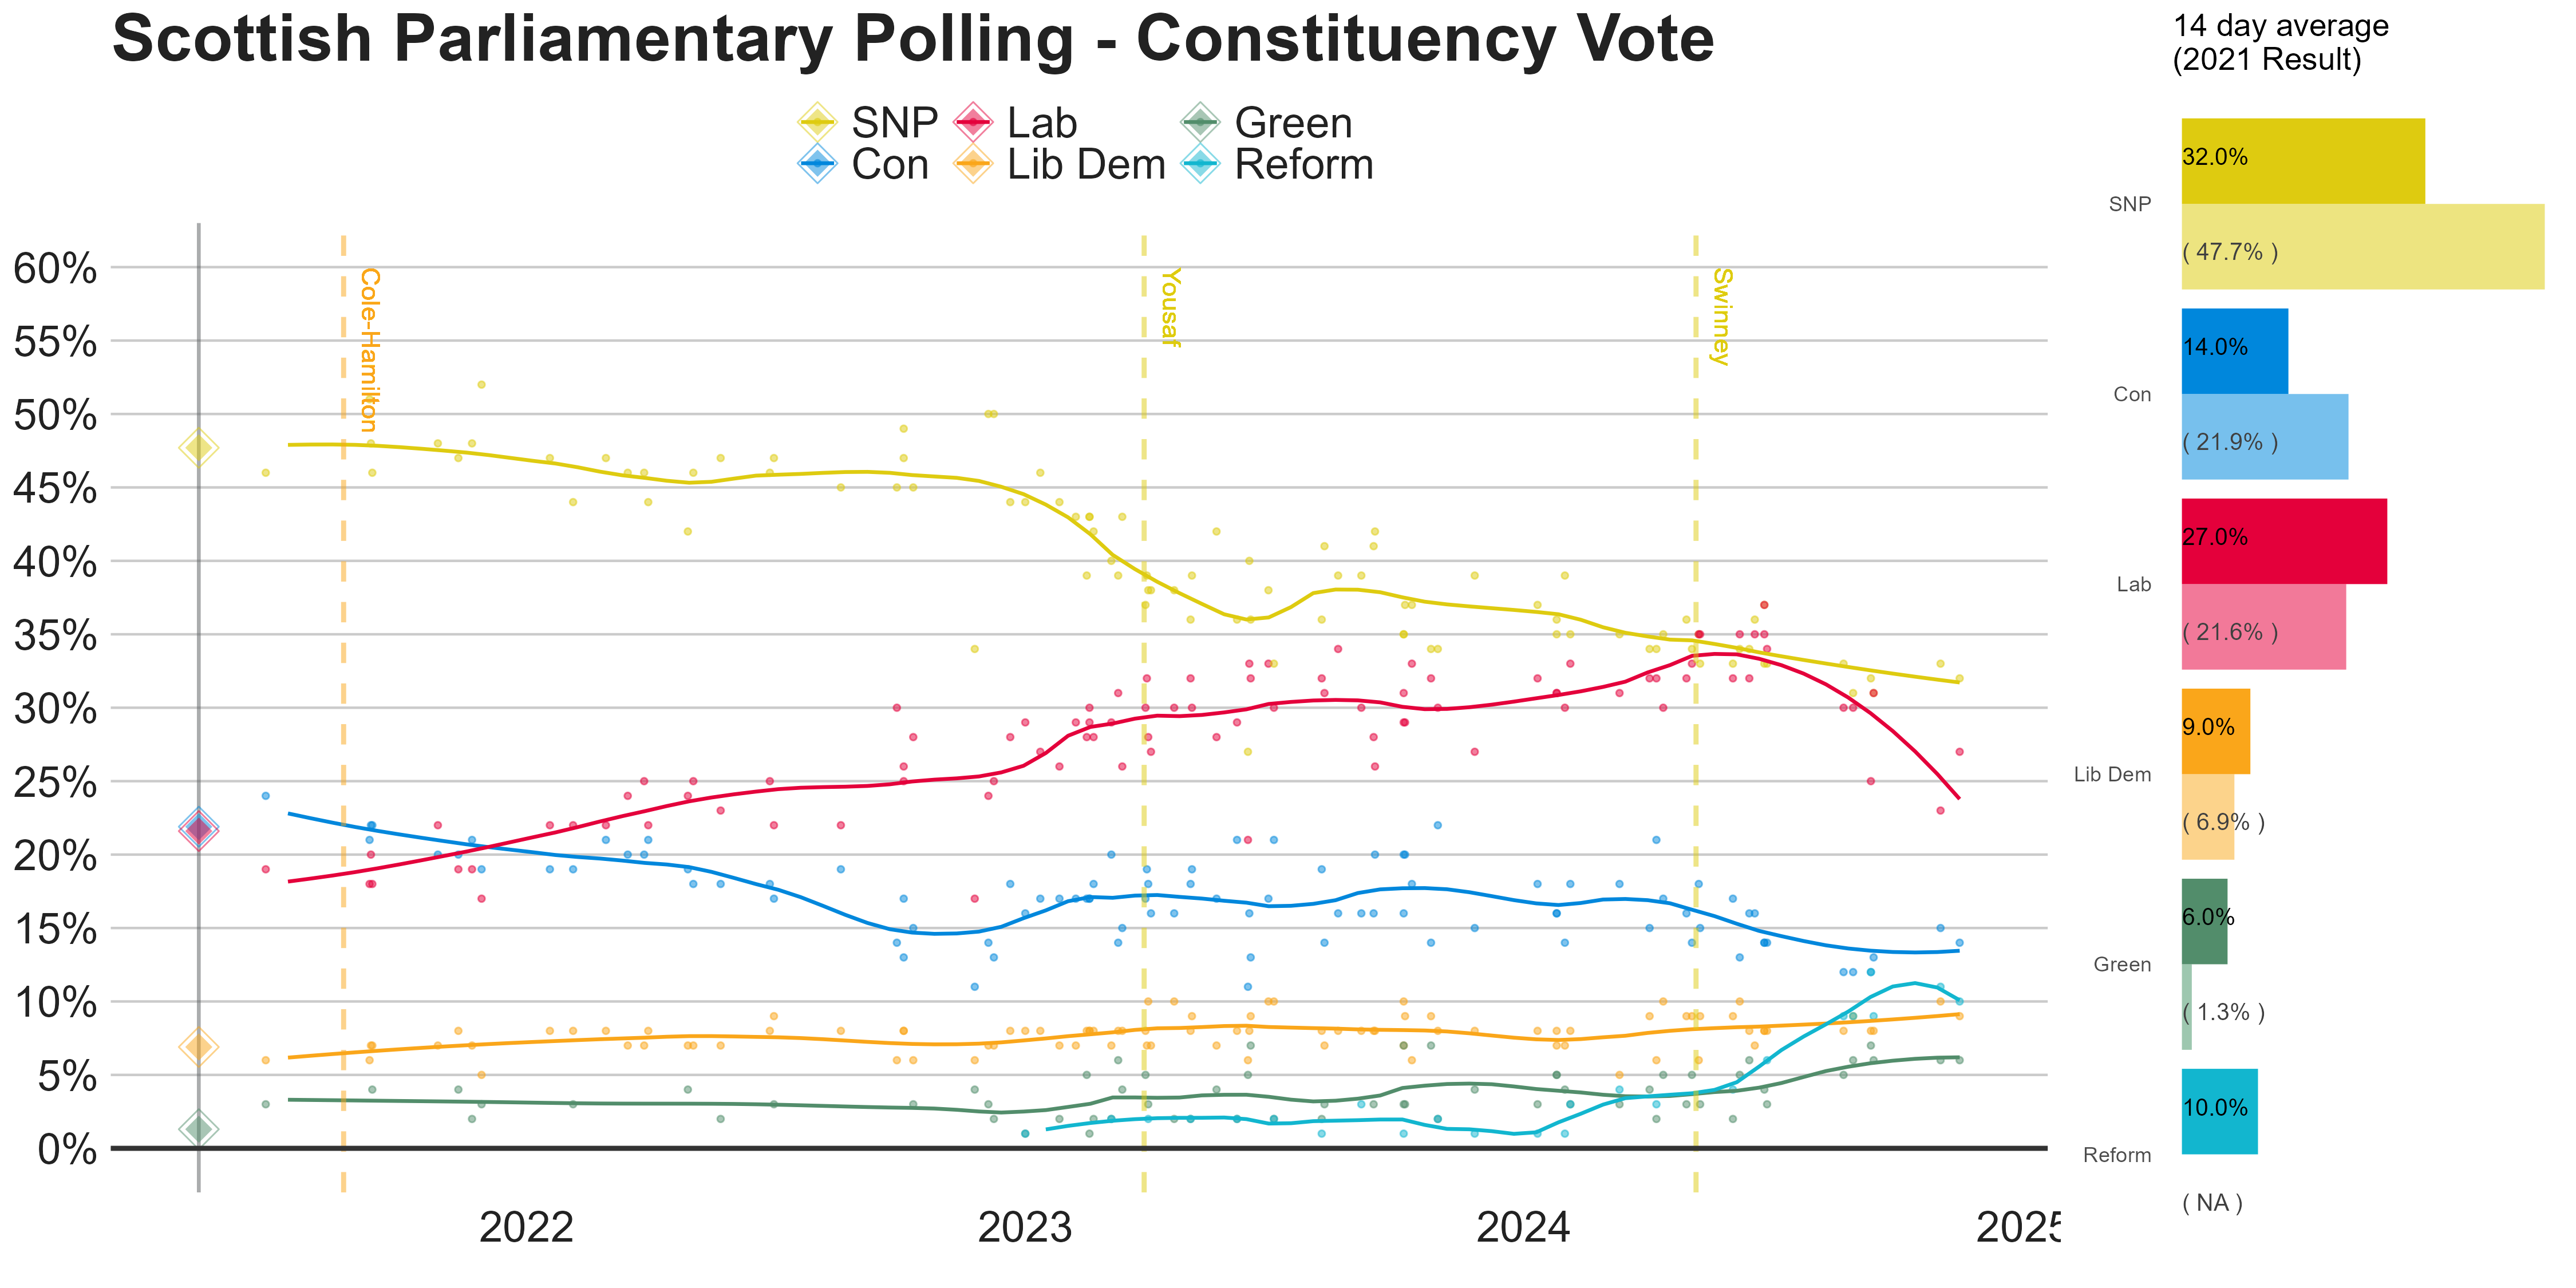 Scottish Parliamentary Polling - Constituency Vote
14 day average
(2021 Result)
SNP Lab Green
Con Lib Dem Reform
60%
55%
50%
45%
40%
35%
30%
25%
20%
15%
10%
5%
0%
Cole-Hamilton
Yousaf
Swinney
2022 2023 2024 2025
SNP
32.0%
( 47.7% )
Con
14.0%
( 21.9% )
Lab
27.0%
( 21.6% )
Lib Dem
9.0%
( 6.9% )
Green
6.0%
( 1.3% )
Reform
10.0%
( NA )